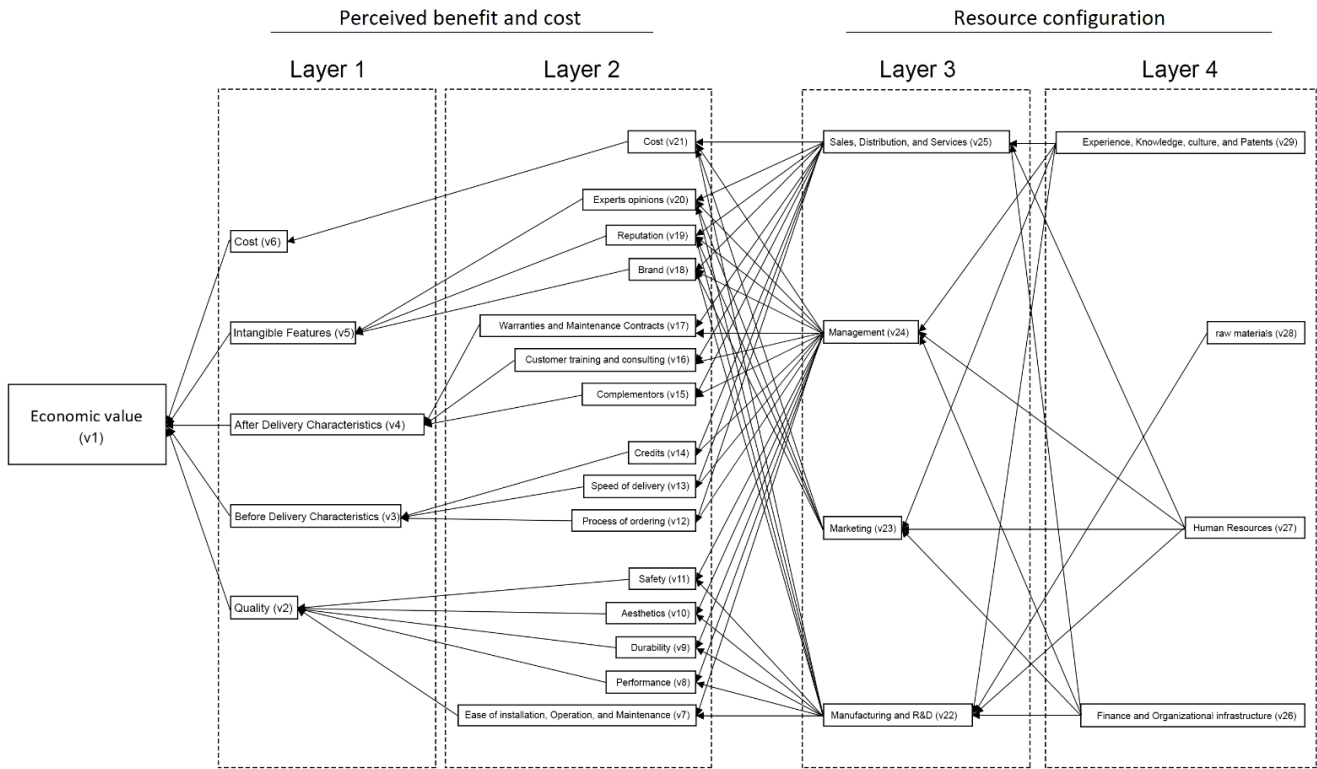 Perceived benefit and cost
Resource configuration
Layer 1
Layer 2
Layer 3
Layer 4
Economic value
(v1)
Cost (v6)
Intangible Features (v5)
After Delivery Characteristics (v4)
Before Delivery Characteristics (v3)
Quality (v2)
Cost (v21)
Experts opinions (v20)
Reputation (v19)
Brand (v18)
Warranties and Maintenance Contracts (v17)
Customer training and consulting (v16)
Complementors (v15)
Credits (v14)
Speed of delivery (v13)
Process of ordering (v12)
Safety (v11)
Aesthetics (v10)
Durability (v9)
Performance (v8)
Ease of installation, Operation, and Maintenance (v7)
Sales, Distribution, and Services (v25)
Management (v24)
Marketing (v23)
Manufacturing and R&D (v22)
Experience, Knowledge, culture, and Patents (v29)
raw materials (v28)
Human Resources (v27)
Finance and Organizational infrastructure (v26)